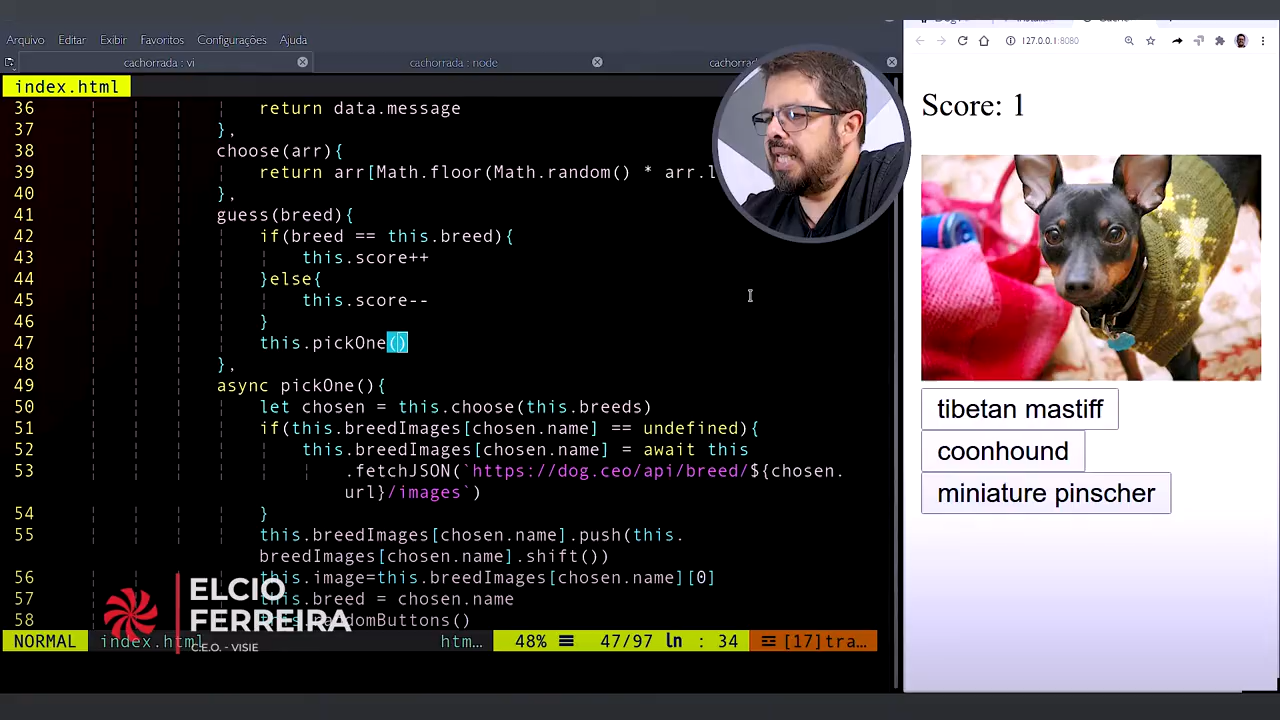 Arquivo Editar Exibir Favoritos Configurações Ajuda
cachorrada : vi
cachorrada : node
127.0.0.1:8080
index.html
36 return data.message
37 },
38 choose(arr){
39 return arr[Math.floor(Math.random() * arr.l
40 },
41 guess(breed){
42 if(breed == this.breed){
43 this.score++
44 }else{
45 this.score--
46 }
47 this.pickOne()
48 },
49 async pickOne(){
50 let chosen = this.choose(this.breeds)
51 if(this.breedImages[chosen.name] == undefined){
52 this.breedImages[chosen.name] = await this
53 .fetchJSON(`https://dog.ceo/api/breed/${chosen.
url}/images`)
54 }
55 this.breedImages[chosen.name].push(this.
breedImages[chosen.name].shift())
56 this.image=this.breedImages[chosen.name][0]
57 this.breed = chosen.name
58
NORMAL index.html htm… 48% 47/97 ln : 34 [17]tra…
ELCIO
FERREIRA
C.E.O. - VISIE
Score: 1
tibetan mastiff
coonhound
miniature pinscher